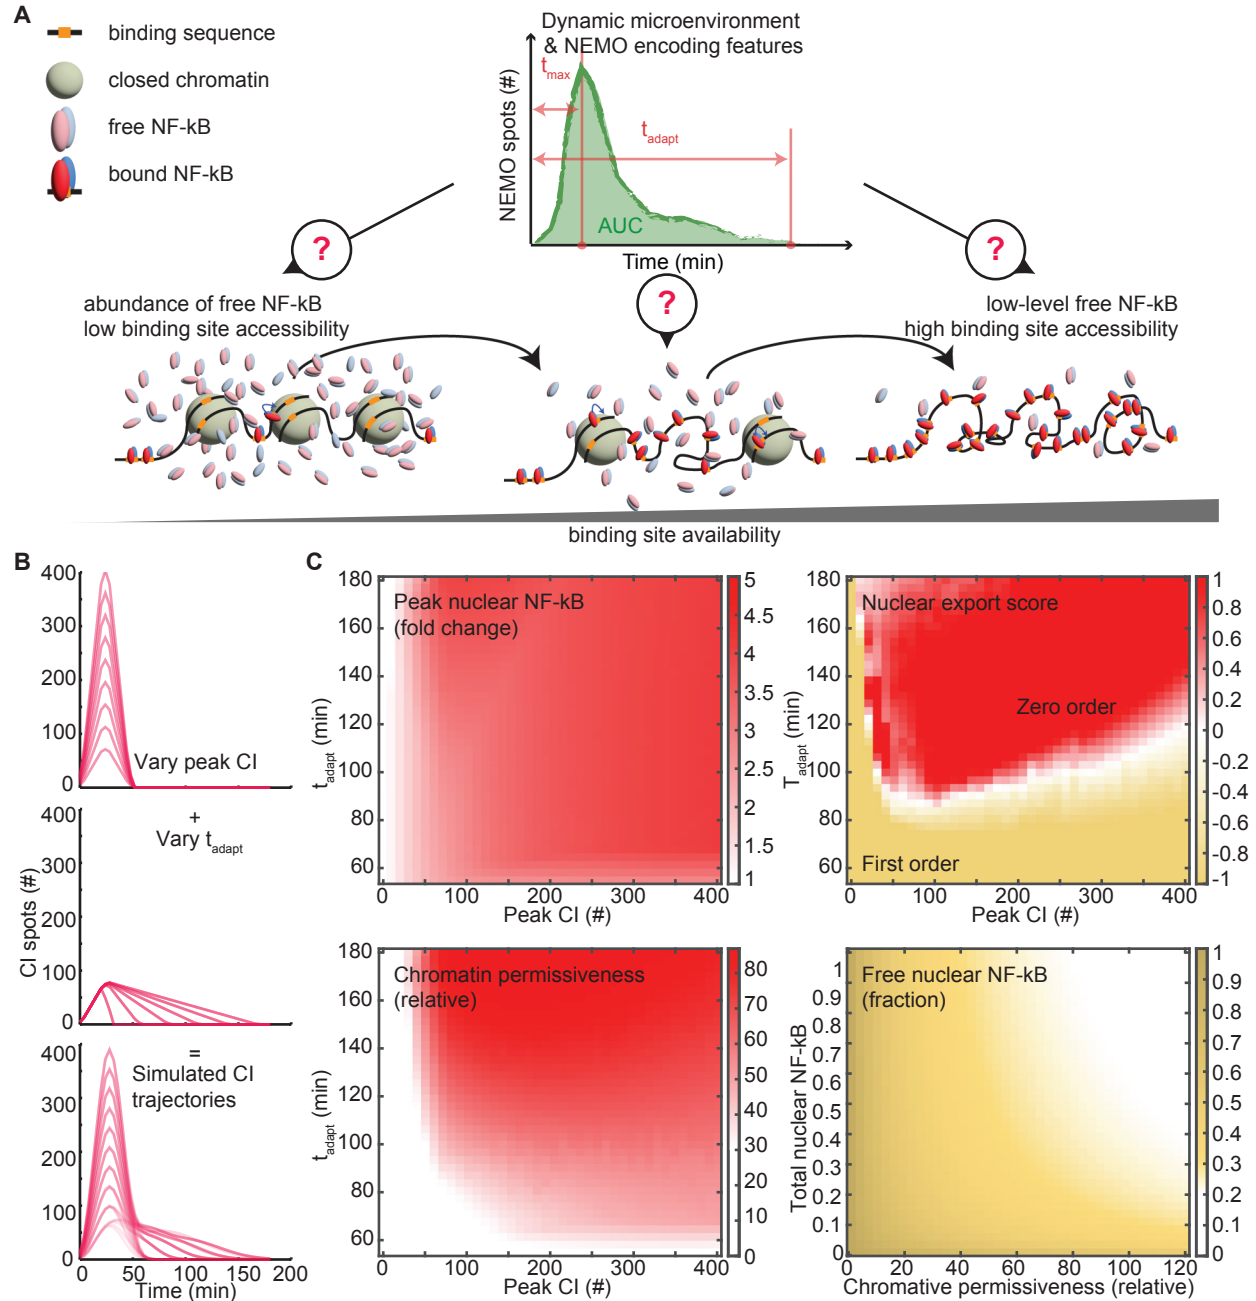 A
binding sequence
closed chromatin
free NF-kB
bound NF-kB
Dynamic microenvironment
& NEMO encoding features
tmax
tadapt
NEMO spots (#)
AUC
Time (min)
?
?
?
abundance of free NF-kB
low binding site accessibility
low-level free NF-kB
high binding site accessibility
binding site availability
B
400
300
200
100
0
Vary peak CI
+
Vary tadapt
400
300
200
100
0
=
Simulated CI
trajectories
400
300
200
100
0
CI spots (#)
0 50 100 150 200
Time (min)
C
Peak nuclear NF-kB
(fold change)
180
160
140
120
100
80
60
tadapt (min)
0 100 200 300 400
Peak CI (#)
5
4.5
4
3.5
3
2.5
2
1.5
1
Nuclear export score
Zero order
First order
180
160
140
120
100
80
60
Tadapt (min)
0 100 200 300 400
Peak CI (#)
1
0.8
0.6
0.4
0.2
0
-0.2
-0.4
-0.6
-0.8
-1
Chromatin permissiveness
(relative)
180
160
140
120
100
80
60
tadapt (min)
0 100 200 300 400
Peak CI (#)
80
70
60
50
40
30
20
10
0
Free nuclear NF-kB
(fraction)
1
0.9
0.8
0.7
0.6
0.5
0.4
0.3
0.2
0.1
0
Total nuclear NF-kB
0 20 40 60 80 100 120
Chromative permissiveness (relative)
1
0.9
0.8
0.7
0.6
0.5
0.4
0.3
0.2
0.1
0